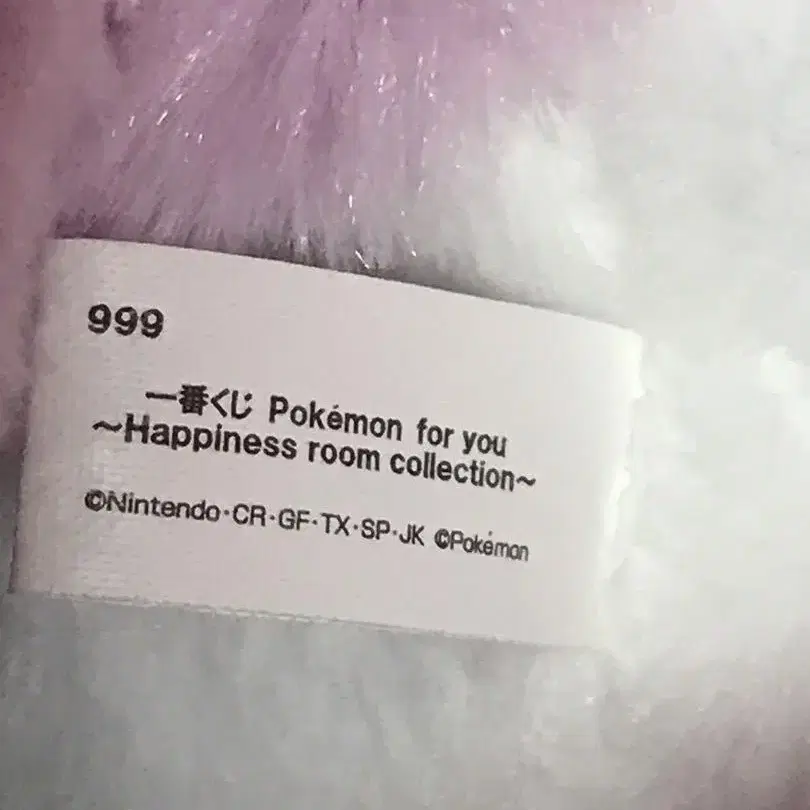 999
一番くじ Pokémon for you
～Happiness room collection～
©Nintendo･CR･GF･TX･SP･JK ©Pokémon